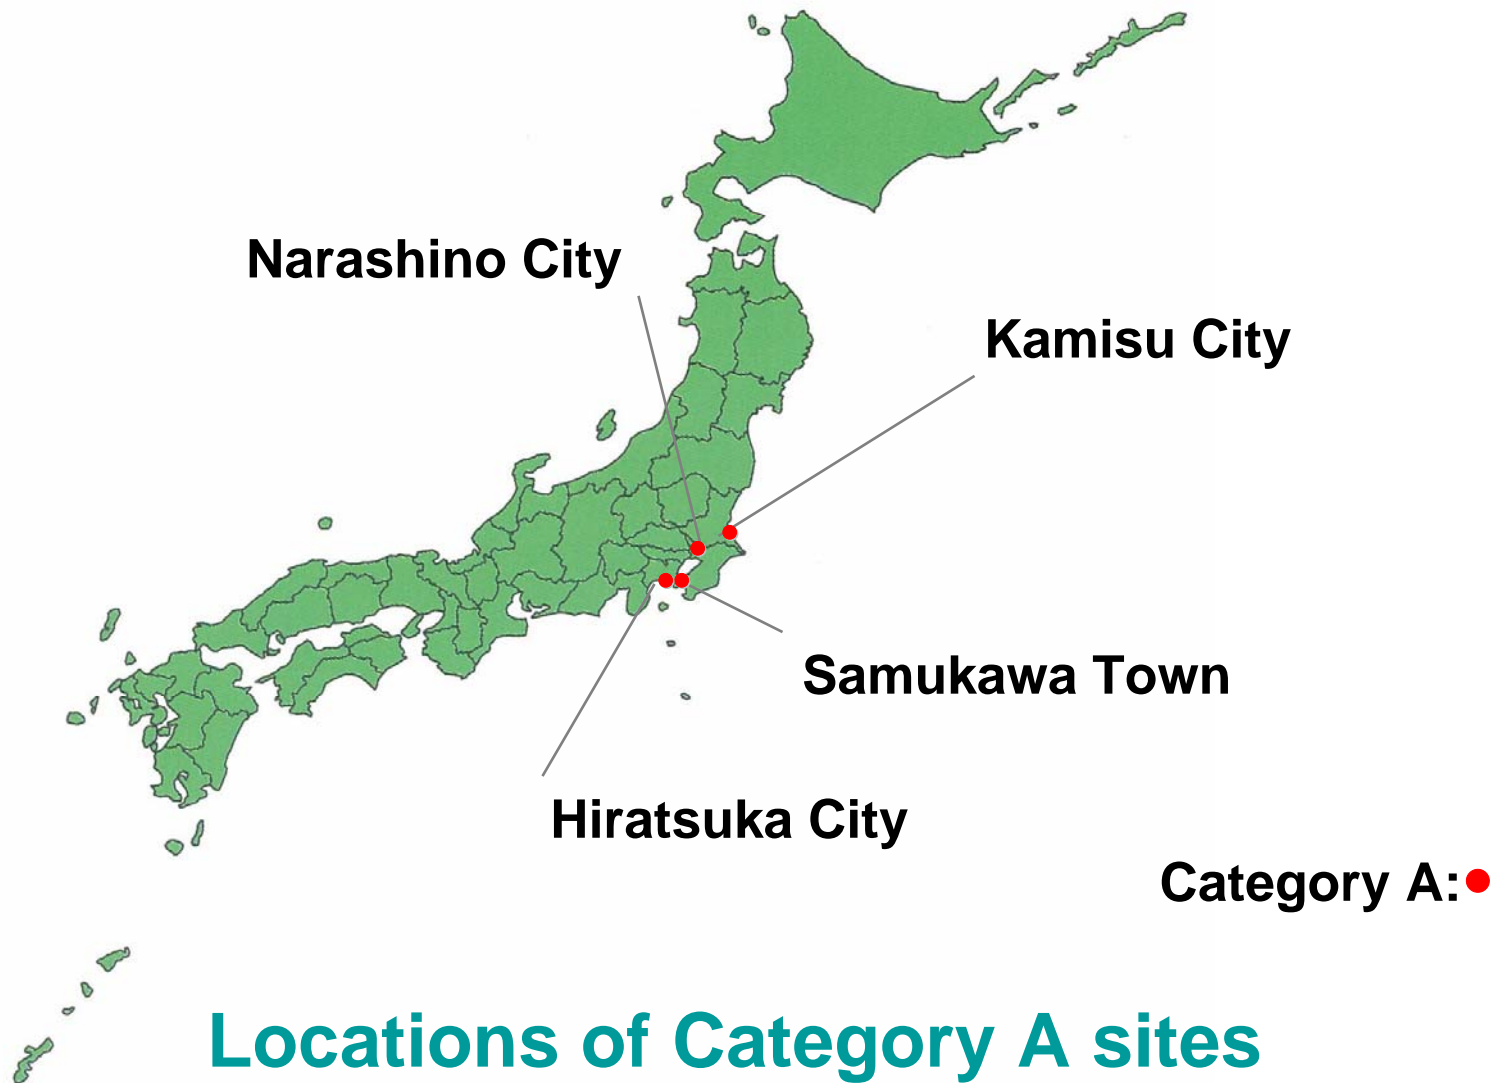 Narashino City
Kamisu City
Samukawa Town
Hiratsuka City
Category A:
Locations of Category A sites